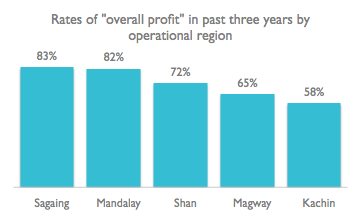 Rates of "overall profit" in past three years by
operational region
83%
82%
72%
65%
58%
Sagaing
Mandalay
Shan
Magway
Kachin